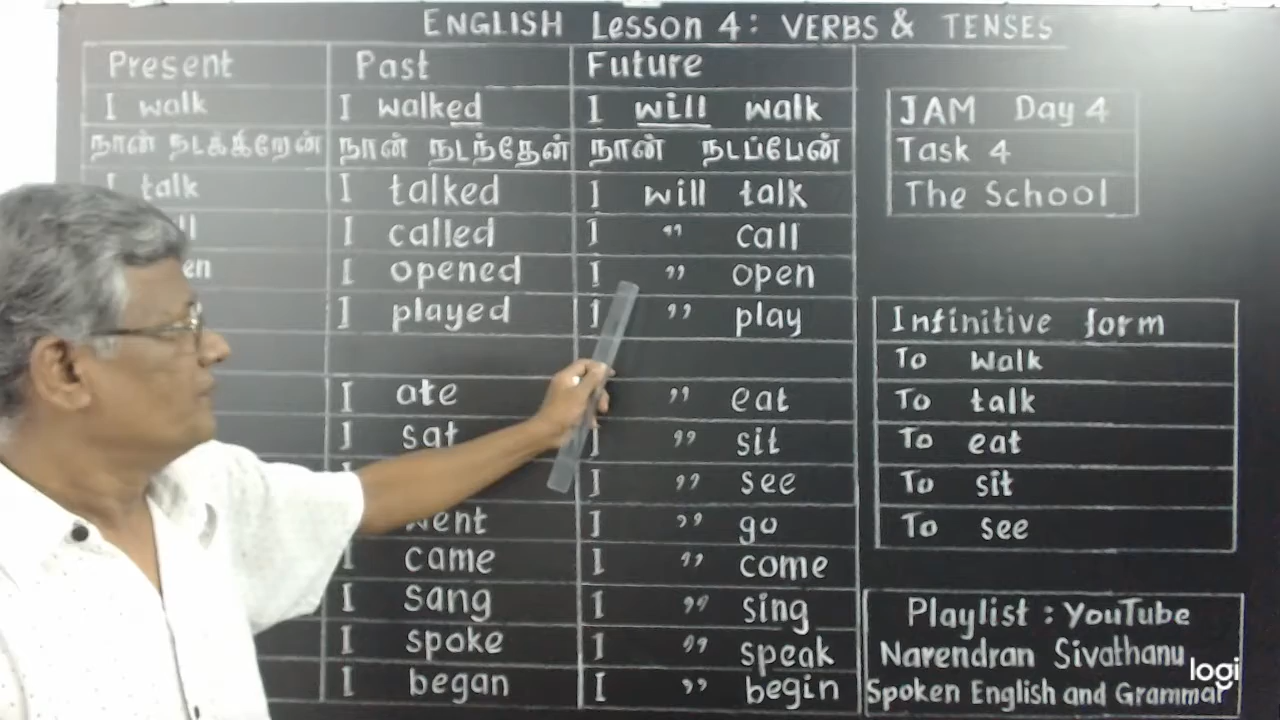 ENGLISH Lesson 4: VERBS & TENSES
Present Past Future
I walk I walked I will walk
நான் நடக்கிறேன் நான் நடந்தேன் நான் நடப்பேன்
talk I talked I will talk
I called I " call
I opened I " open
I played I " play
I ate " eat
I sat I " sit
I " see
went I " go
I came I " come
I sang I " sing
I spoke I " speak
I began I " begin
JAM Day 4
Task 4
The School
Infinitive form
To walk
To talk
To eat
To sit
To see
Playlist : YouTube
Narendran Sivathanu
Spoken English and Grammar
logi